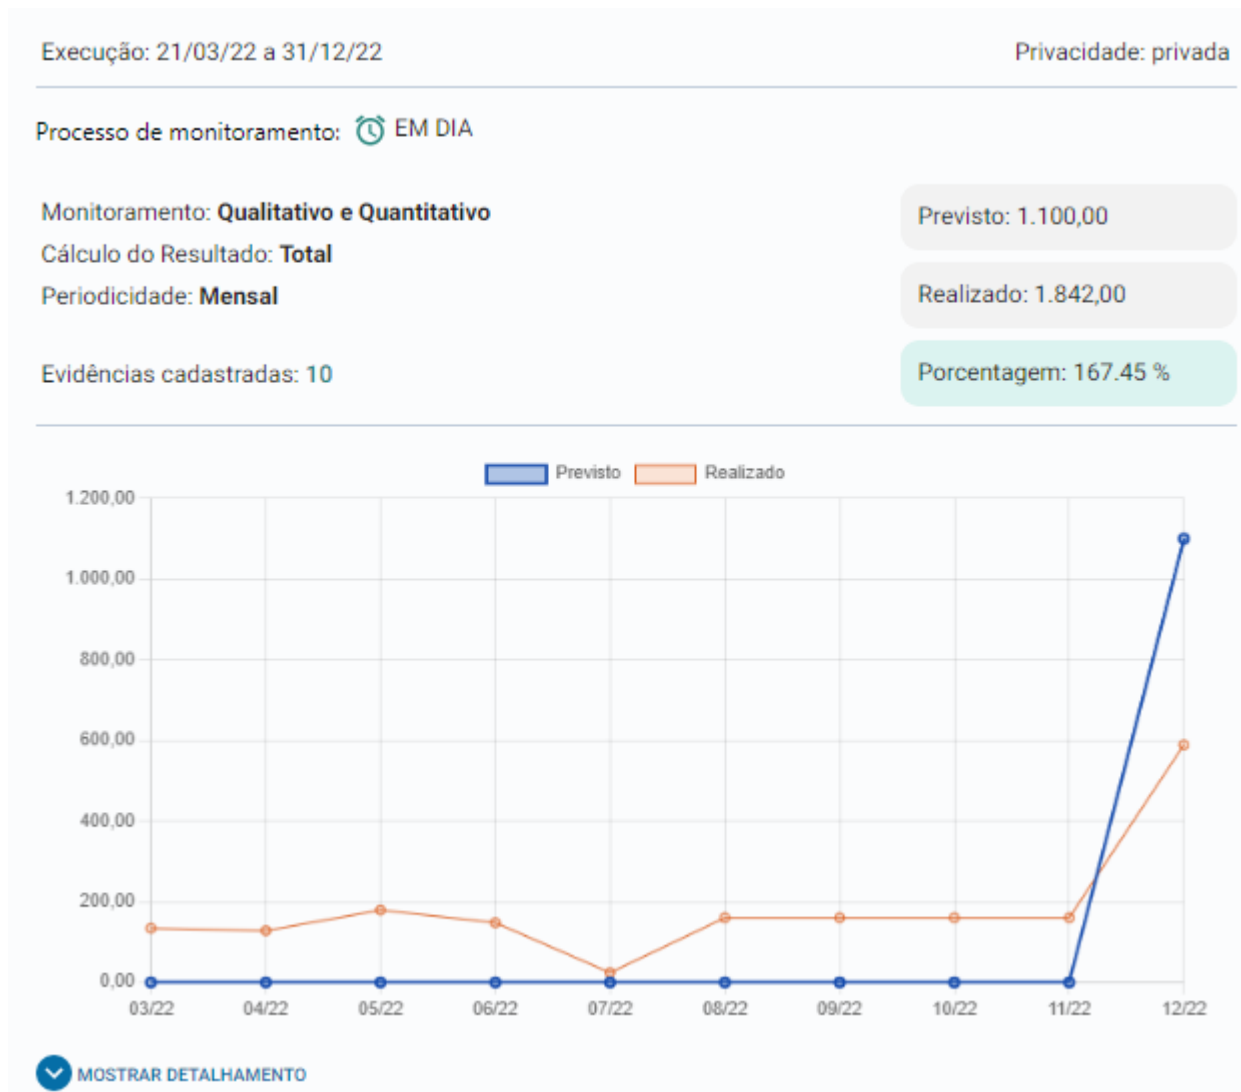 Execução: 21/03/22 a 31/12/22
Privacidade: privada
Processo de monitoramento: EM DIA
Monitoramento: Qualitativo e Quantitativo
Cálculo do Resultado: Total
Periodicidade: Mensal
Evidências cadastradas: 10
Previsto: 1.100,00
Realizado: 1.842,00
Porcentagem: 167.45 %
Previsto Realizado
1.200,00
1.000,00
800,00
600,00
400,00
200,00
0,00
03/22 04/22 05/22 06/22 07/22 08/22 09/22 10/22 11/22 12/22
MOSTRAR DETALHAMENTO